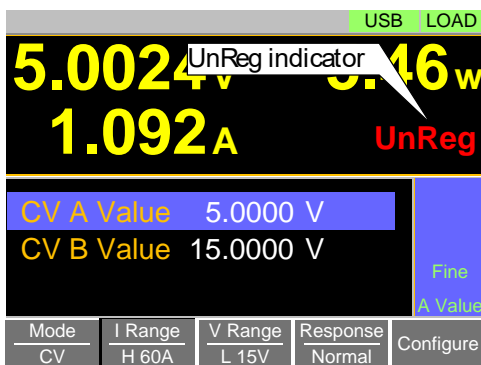 USB LOAD
UnReg indicator
5.0024V 5.46W
1.092A
UnReg
CV A Value 5.0000 V
CV B Value 15.0000 V
Fine
A Value
Mode I Range V Range Response Configure
CV H 60A L 15V Normal